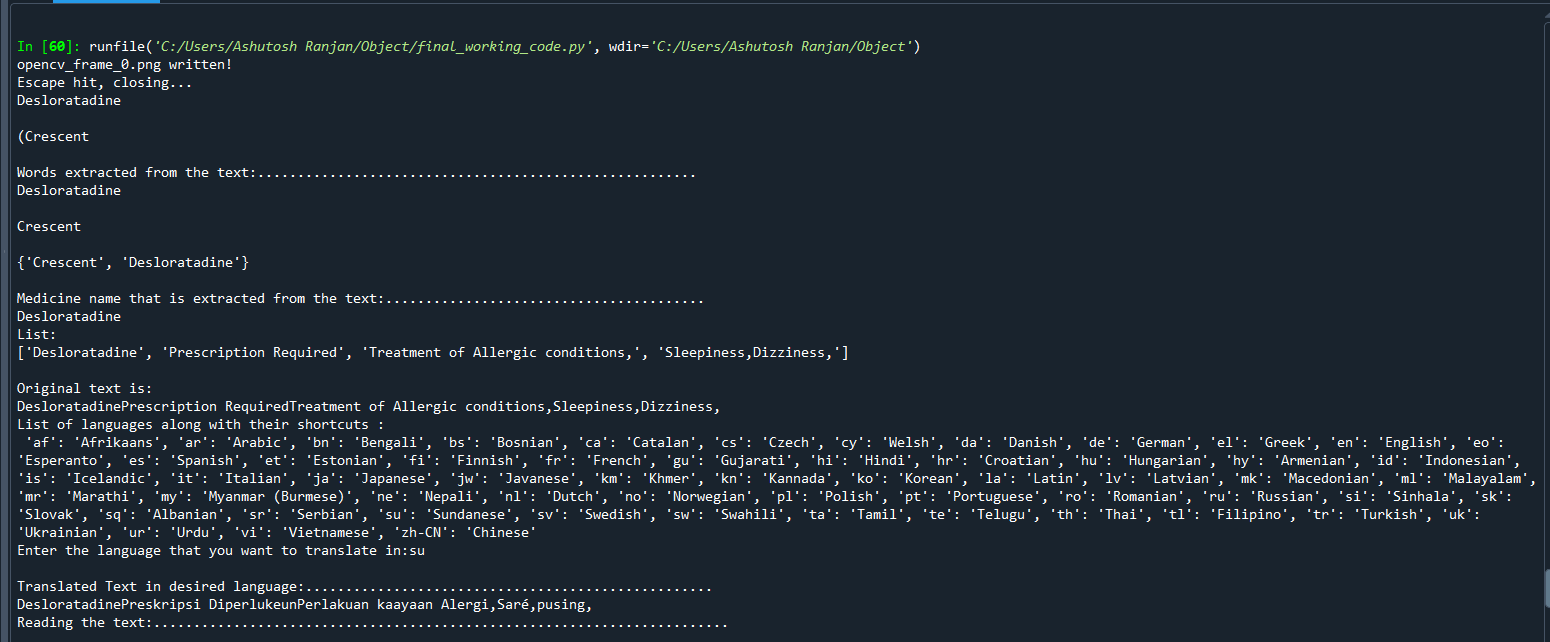 In [60]: runfile('C:/Users/Ashutosh Ranjan/Object/final_working_code.py', wdir='C:/Users/Ashutosh Ranjan/Object')
opencv_frame_0.png written!
Escape hit, closing...
Desloratadine
(Crescent
Words extracted from the text:.......................................................
Desloratadine
Crescent
{'Crescent', 'Desloratadine'}
Medicine name that is extracted from the text:........................................
Desloratadine
List:
['Desloratadine', 'Prescription Required', 'Treatment of Allergic conditions,', 'Sleepiness,Dizziness,']
Original text is:
DesloratadinePrescription RequiredTreatment of Allergic conditions,Sleepiness,Dizziness,
List of languages along with their shortcuts :
'af': 'Afrikaans', 'ar': 'Arabic', 'bn': 'Bengali', 'bs': 'Bosnian', 'ca': 'Catalan', 'cs': 'Czech', 'cy': 'Welsh', 'da': 'Danish', 'de': 'German', 'el': 'Greek', 'en': 'English', 'eo':
'Esperanto', 'es': 'Spanish', 'et': 'Estonian', 'fi': 'Finnish', 'fr': 'French', 'gu': 'Gujarati', 'hi': 'Hindi', 'hr': 'Croatian', 'hu': 'Hungarian', 'hy': 'Armenian', 'id': 'Indonesian',
'is': 'Icelandic', 'it': 'Italian', 'ja': 'Japanese', 'jw': 'Javanese', 'km': 'Khmer', 'kn': 'Kannada', 'ko': 'Korean', 'la': 'Latin', 'lv': 'Latvian', 'mk': 'Macedonian', 'ml': 'Malayalam',
'mr': 'Marathi', 'my': 'Myanmar (Burmese)', 'ne': 'Nepali', 'nl': 'Dutch', 'no': 'Norwegian', 'pl': 'Polish', 'pt': 'Portuguese', 'ro': 'Romanian', 'ru': 'Russian', 'si': 'Sinhala', 'sk':
'Slovak', 'sq': 'Albanian', 'sr': 'Serbian', 'su': 'Sundanese', 'sv': 'Swedish', 'sw': 'Swahili', 'ta': 'Tamil', 'te': 'Telugu', 'th': 'Thai', 'tl': 'Filipino', 'tr': 'Turkish', 'uk':
'Ukrainian', 'ur': 'Urdu', 'vi': 'Vietnamese', 'zh-CN': 'Chinese'
Enter the language that you want to translate in:su
Translated Text in desired language:...................................................
DesloratadinePreskripsi DiperlukeunPerlakuan kaayaan Alergi,Saré,pusing,
Reading the text:........................................................................